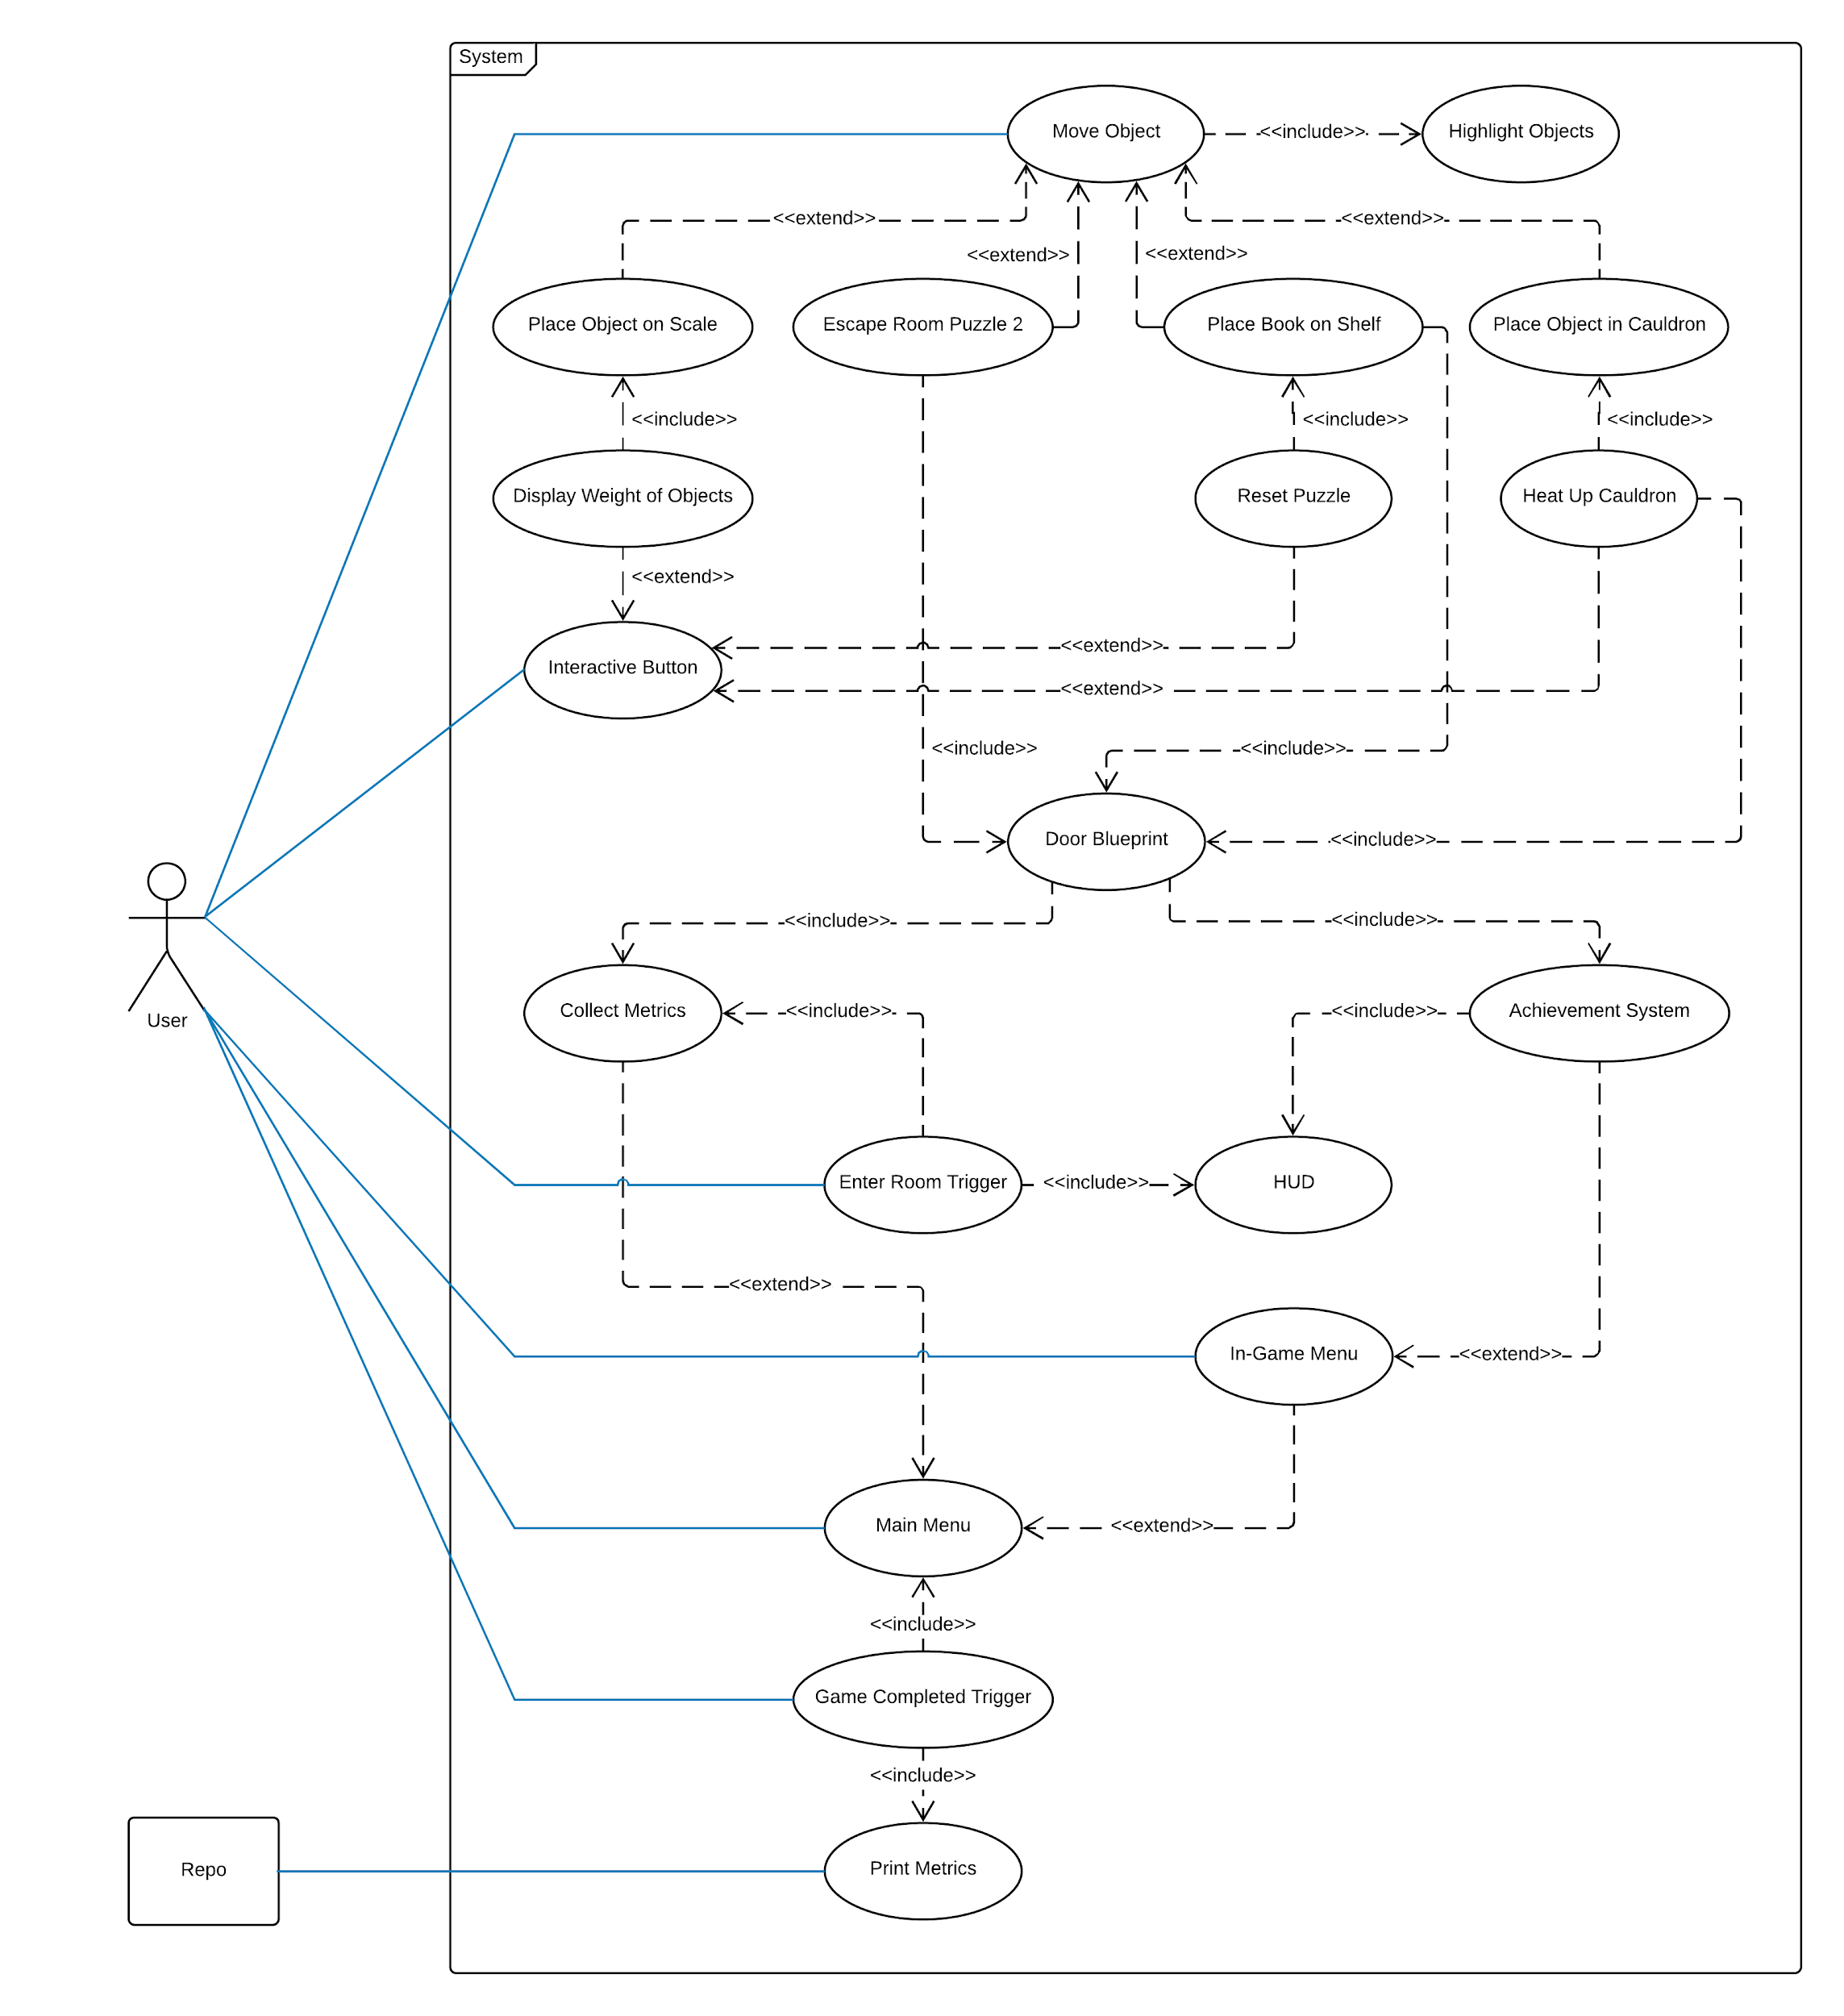 System
Move Object
<<include>>
Highlight Objects
<<extend>>
<<extend>>
<<extend>>
<<extend>>
Place Object on Scale
Escape Room Puzzle 2
Place Book on Shelf
Place Object in Cauldron
<<include>>
<<include>>
<<include>>
Display Weight of Objects
Reset Puzzle
Heat Up Cauldron
<<extend>>
<<extend>>
Interactive Button
<<extend>>
<<include>>
<<include>>
Door Blueprint
<<include>>
<<include>>
<<include>>
Collect Metrics
<<include>>
<<include>>
Achievement System
User
Enter Room Trigger
<<include>>
HUD
<<extend>>
In-Game Menu
<<extend>>
Main Menu
<<extend>>
<<include>>
Game Completed Trigger
<<include>>
Repo
Print Metrics